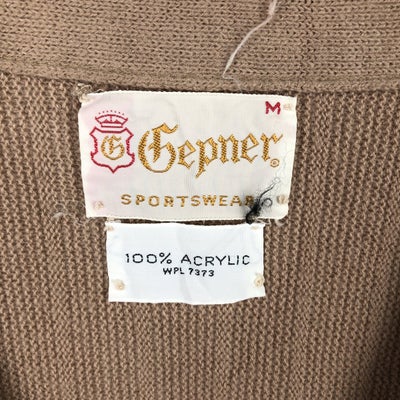 M
G Gepner
SPORTSWEAR
100% ACRYLIC
WPL 7373